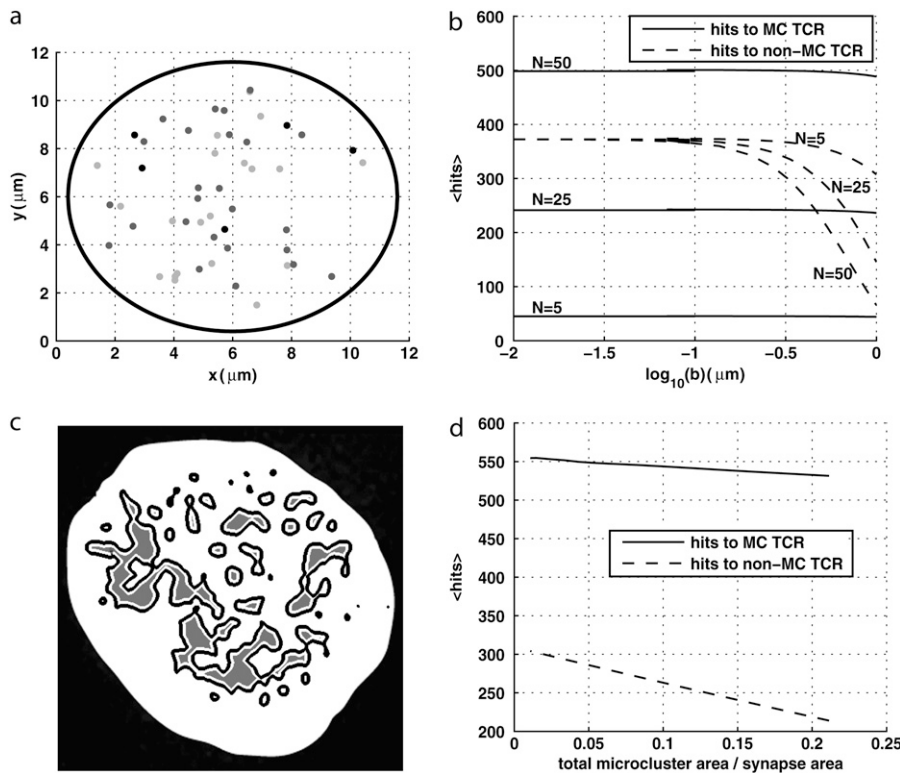 a
12
10
8
6
4
2
0
0 2 4 6 8 10 12
y(μm)
x(μm)
b
600
500
400
300
200
100
0
-2 -1.5 -1 -0.5 0
<hits>
log10(b)(μm)
hits to MC TCR
hits to non-MC TCR
N=50
N=5
N=25
N=25
N=50
N=5
c
d
600
550
500
450
400
350
300
250
200
0 0.05 0.1 0.15 0.2 0.25
<hits>
total microcluster area / synapse area
hits to MC TCR
hits to non-MC TCR